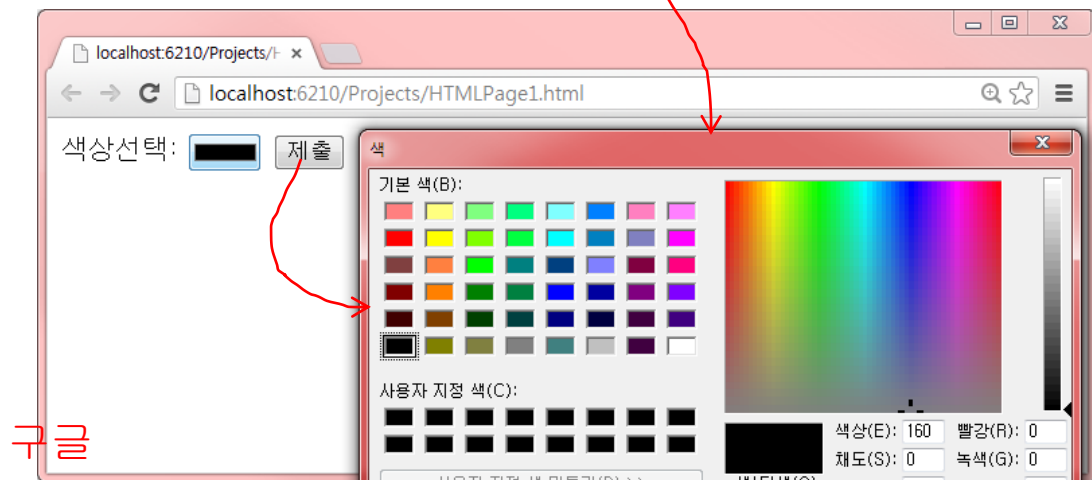 localhost:6210/Projects/H
localhost:6210/Projects/HTMLPage1.html
색상선택: 제출
색
기본 색(B):
사용자 지정 색(C):
색상(E): 160 빨강(R): 0
채도(S): 0 녹색(G): 0
구글